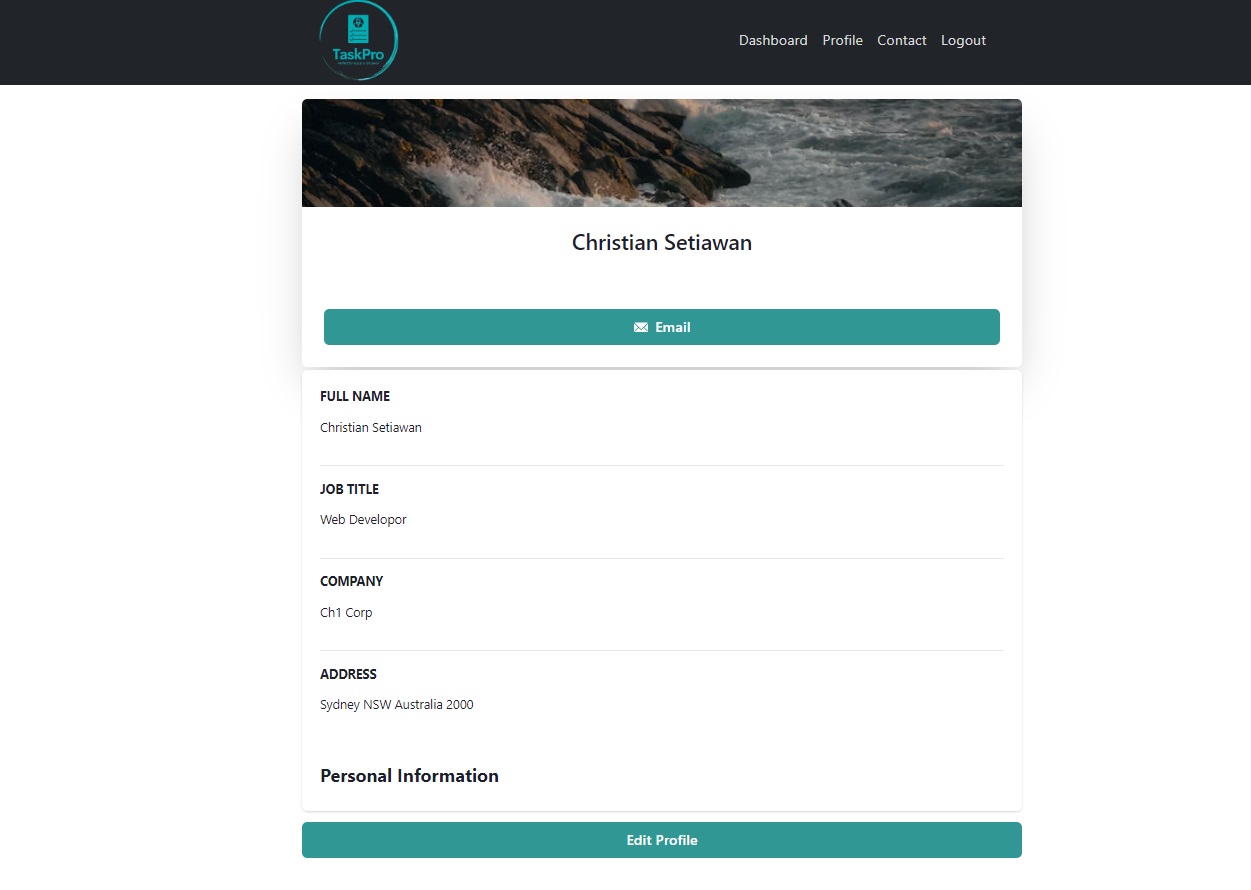 TaskPro
Dashboard Profile Contact Logout
Christian Setiawan
Email
FULL NAME
Christian Setiawan
JOB TITLE
Web Developor
COMPANY
Ch1 Corp
ADDRESS
Sydney NSW Australia 2000
Personal Information
Edit Profile